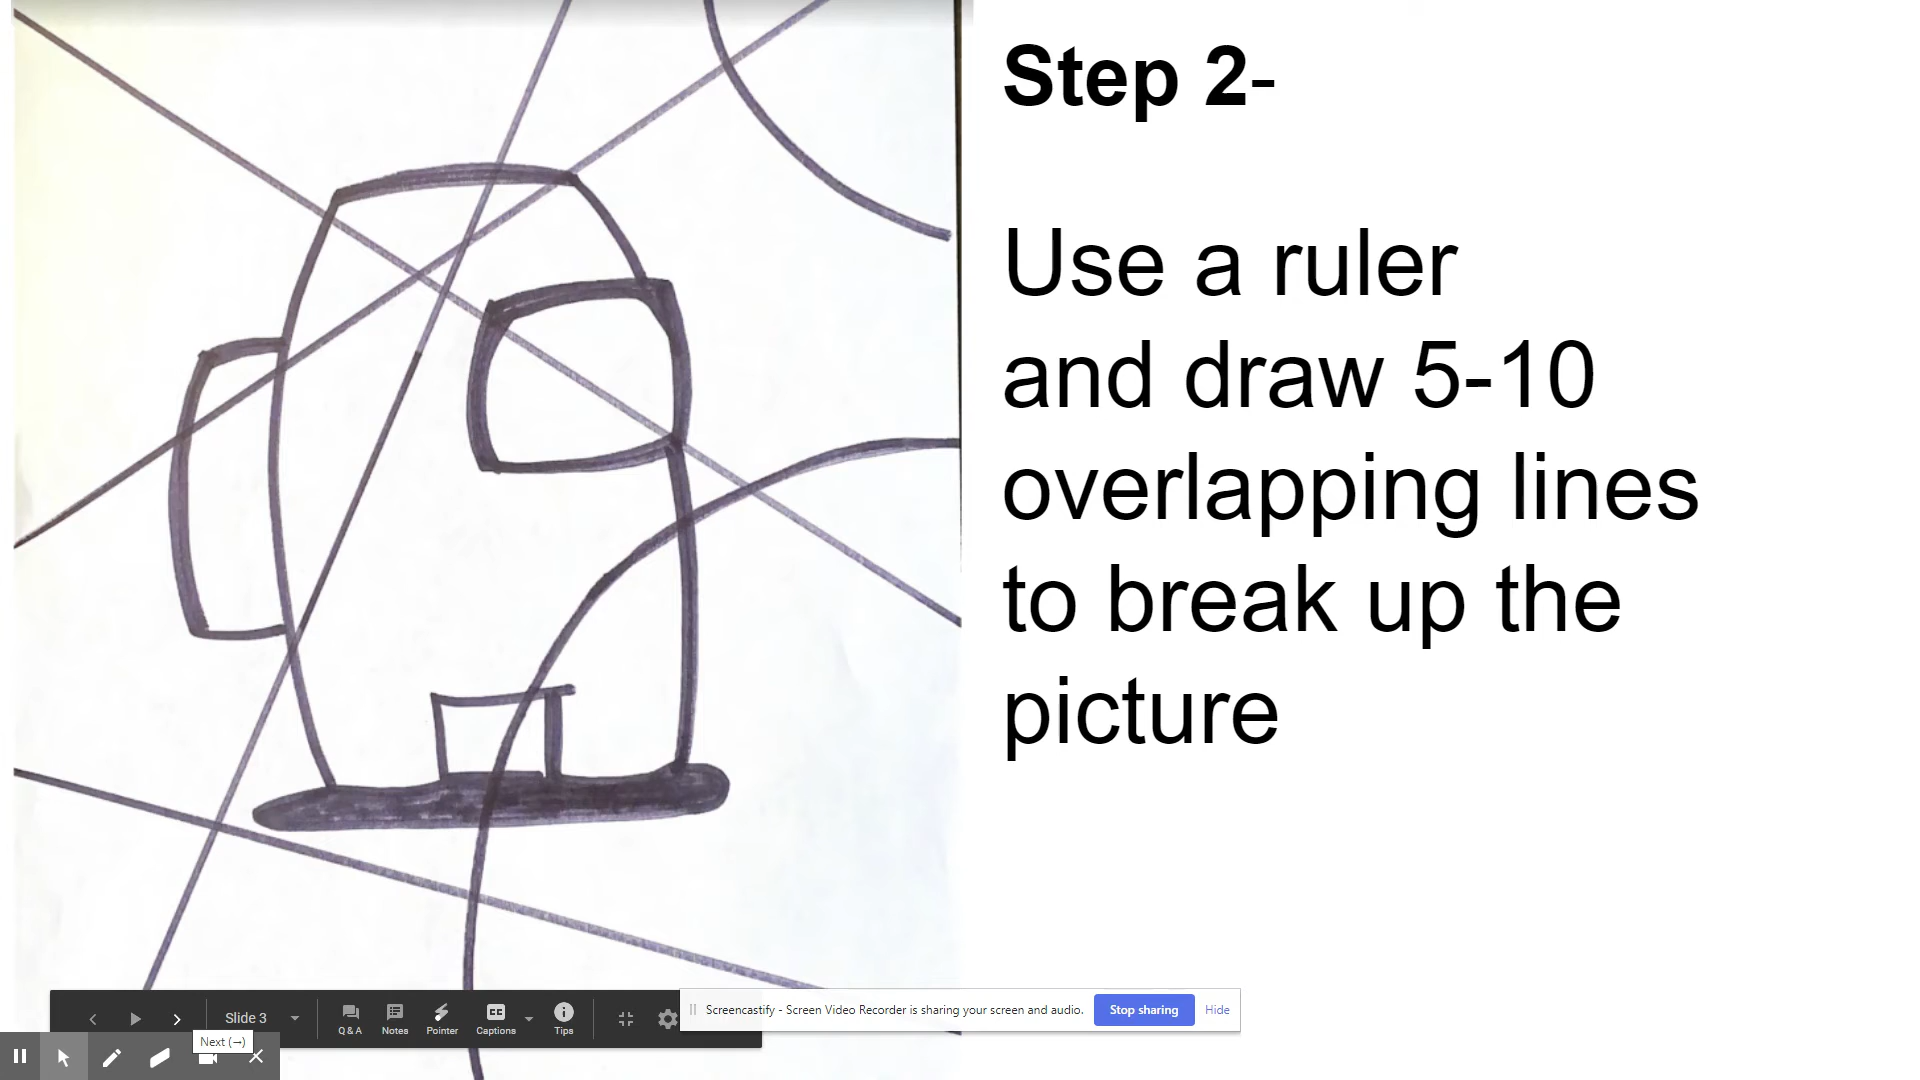 Step 2-
Use a ruler
and draw 5-10
overlapping lines
to break up the
picture
Slide 3
Q & A
Notes
Pointer
Captions
Tips
Screencastify - Screen Video Recorder is sharing your screen and audio.
Stop sharing
Hide
Next (→)